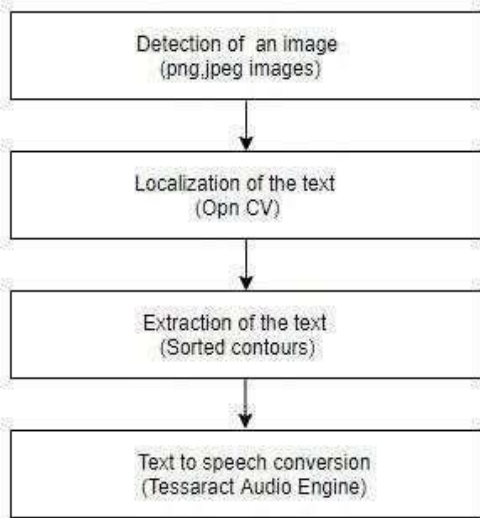 Detection of an image
(png,jpeg images)
Localization of the text
(Opn CV)
Extraction of the text
(Sorted contours)
Text to speech conversion
(Tessaract Audio Engine)